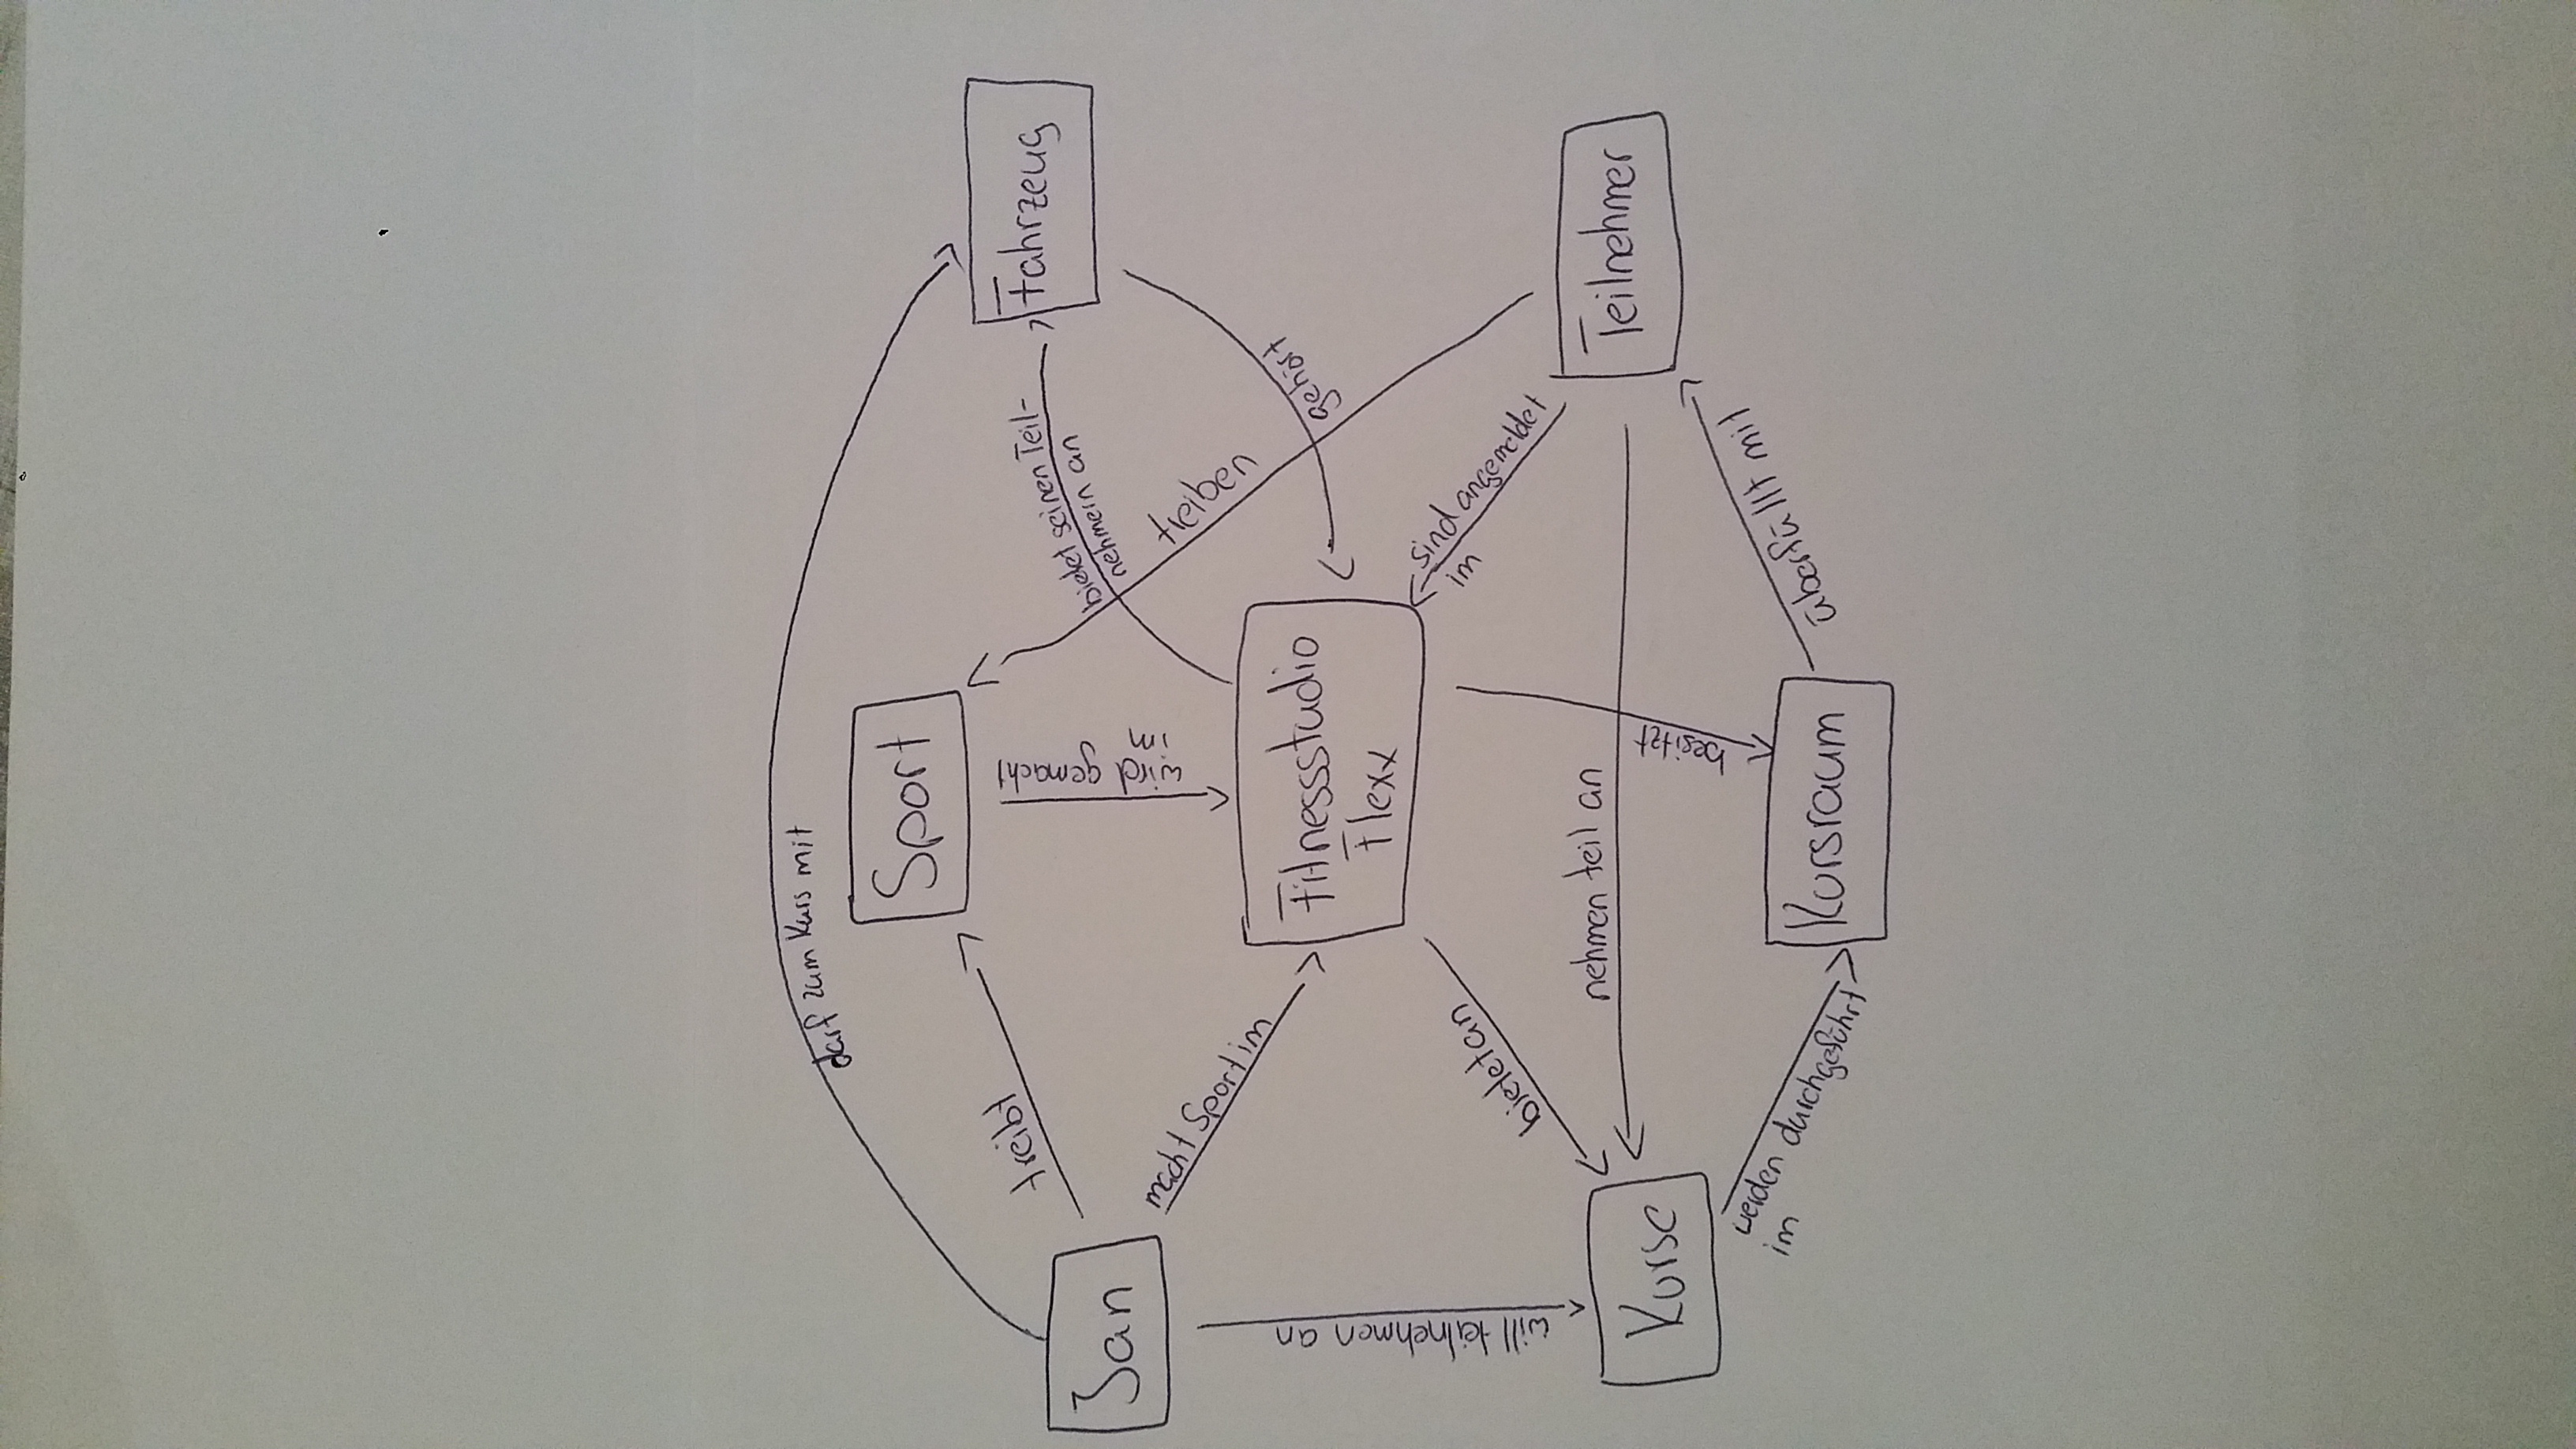 darf zum Kurs mit
San
treibt
Sport
macht Sport im
wird gemacht
im
will teilnehmen an
Fitnessstudio
Flexx
bietet seinen Teil-
nehmern an
treiben
Fahrzeug
bietet an
gehört
sind angemeldet
im
Kurse
nehmen teil an
besitzt
werden durchgeführt
im
Kursraum
überfüllt mit
Teilnehmer